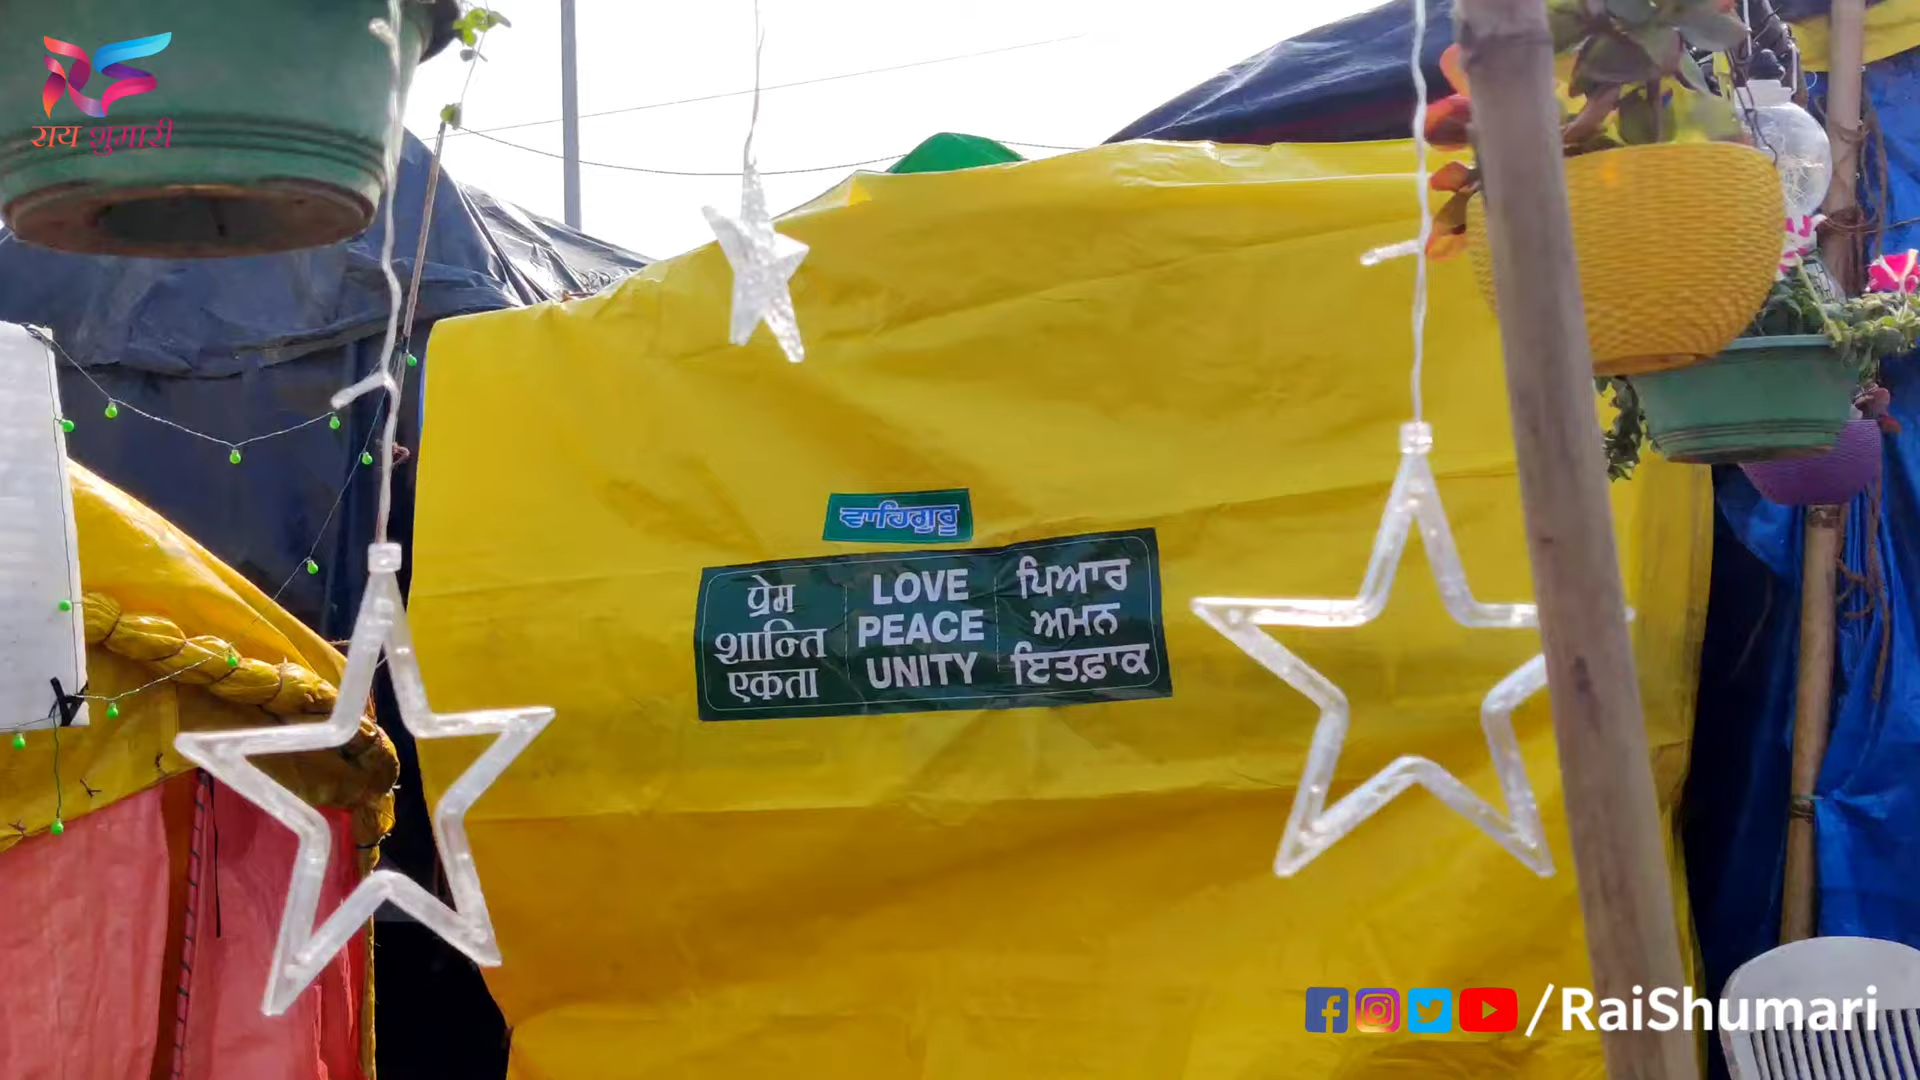 राय शुमारी
ਵਾਹਿਗੁਰੂ
प्रेम
शान्ति
एकता
LOVE
PEACE
UNITY
ਪਿਆਰ
ਅਮਨ
ਇਤਫ਼ਾਕ
/RaiShumari